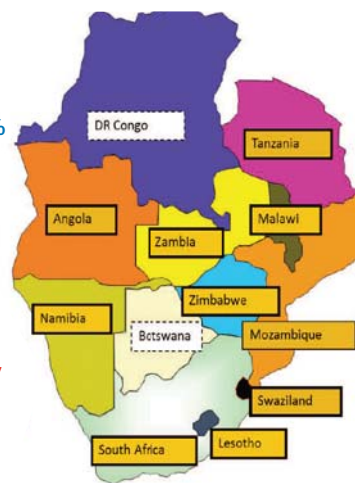 %
DR Congo
Tanzania
Angola
Malawi
Zambia
Zimbabwe
Namibia
Botswana
Mozambique
Swaziland
South Africa
Lesotho